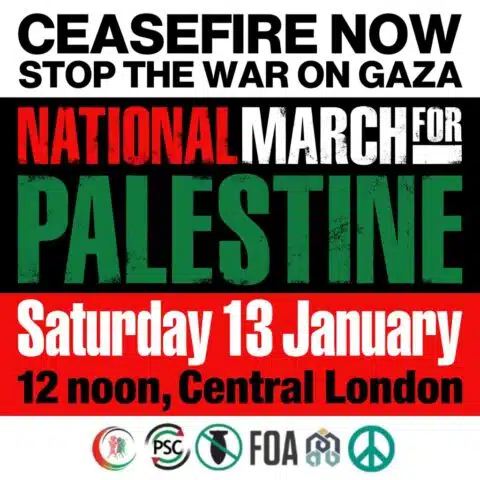 CEASEFIRE NOW
STOP THE WAR ON GAZA
NATIONAL MARCH FOR
PALESTINE
Saturday 13 January
12 noon, Central London
PSC FOA